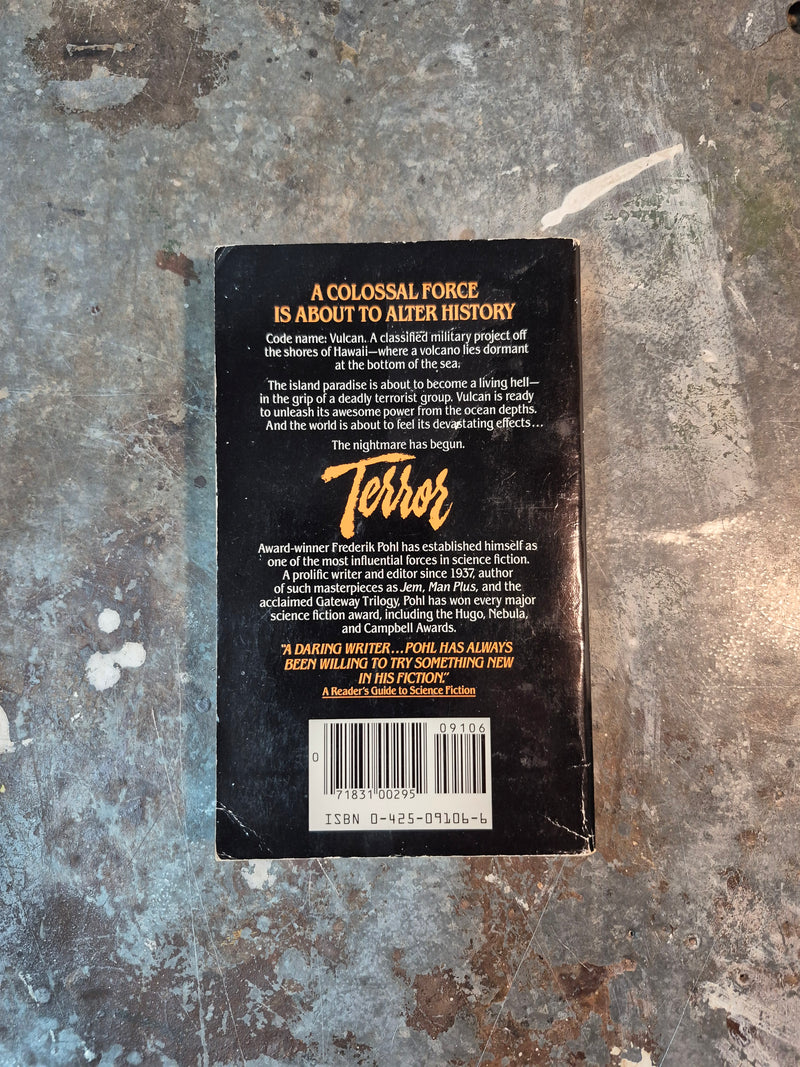 A COLOSSAL FORCE
IS ABOUT TO ALTER HISTORY
Code name: Vulcan. A classified military project off
the shores of Hawaii—where a volcano lies dormant
at the bottom of the sea.
The island paradise is about to become a living hell—
in the grip of a deadly terrorist group. Vulcan is ready
to unleash its awesome power from the ocean depths.
And the world is about to feel its devastating effects...
The nightmare has begun.
Terror
Award-winner Frederik Pohl has established himself as
one of the most influential forces in science fiction.
A prolific writer and editor since 1937, author
of such masterpieces as Jem, Man Plus, and the
acclaimed Gateway Trilogy, Pohl has won every major
science fiction award, including the Hugo, Nebula,
and Campbell Awards.
"A DARING WRITER...POHL HAS ALWAYS
BEEN WILLING TO TRY SOMETHING NEW
IN HIS FICTION."
A Reader's Guide to Science Fiction
09106
0
71831 00295
ISBN 0-425-09106-6